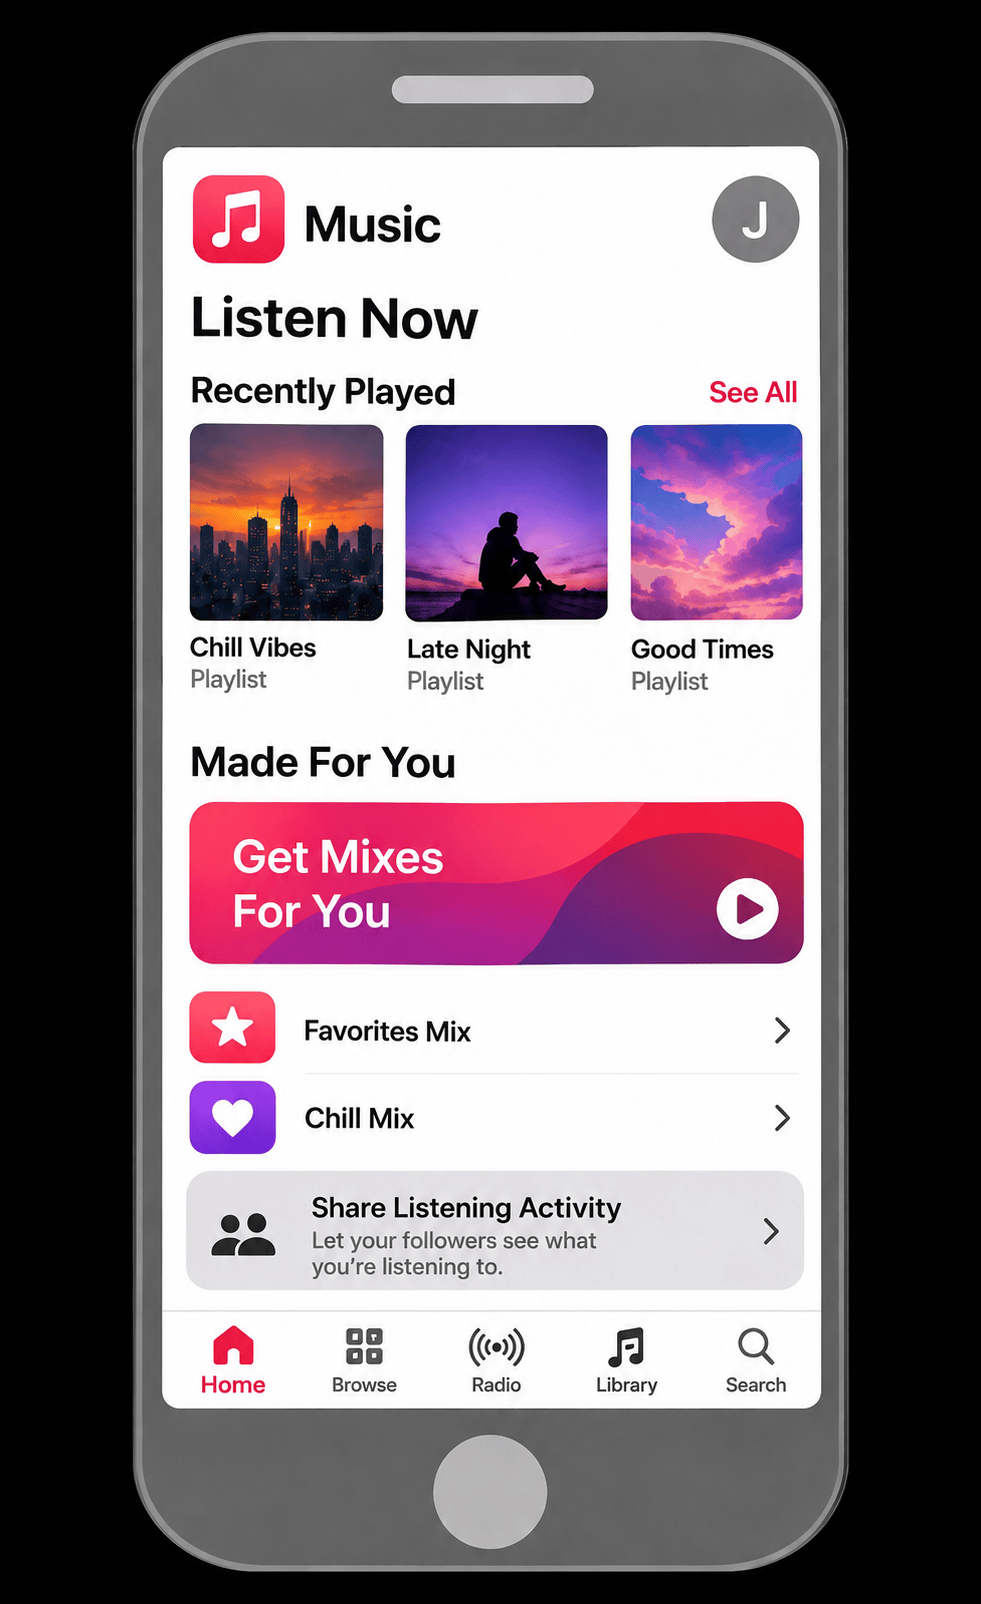 Music
J
Listen Now
Recently Played
See All
Chill Vibes
Playlist
Late Night
Playlist
Good Times
Playlist
Made For You
Get Mixes
For You
Favorites Mix
Chill Mix
Share Listening Activity
Let your followers see what
you're listening to.
Home
Browse
Radio
Library
Search